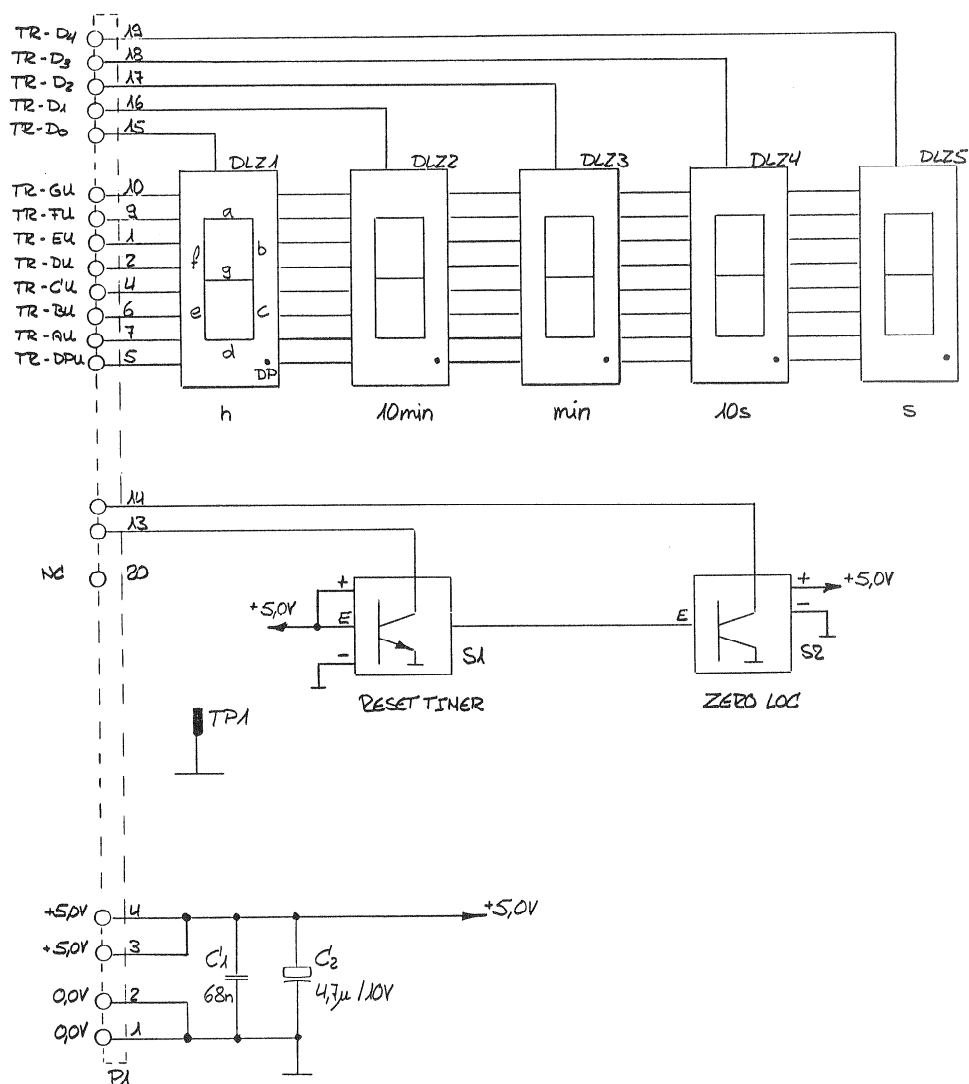 TR-D4 19
TR-D3 18
TR-D2 17
TR-D1 16
TR-D0 15
DLZ1 DLZ2 DLZ3 DLZ4 DLZ5
TR-GU 10
TR-FU 9
TR-EU 1
TR-DU 2
TR-CU 4
TR-BU 6
TR-AU 7
TR-DPU 5
a
f b
g
e c
d
DP
h 10min min 10s s
14
13
NC 20
+ + +5,0V
+5,0V E E -
- S1 S2
RESET TIMER ZERO LOC
TP1
+5,0V 4 +5,0V
+5,0V 3
C1 C2
68n 4,7µ/10V
0,0V 2
0,0V 1
P1